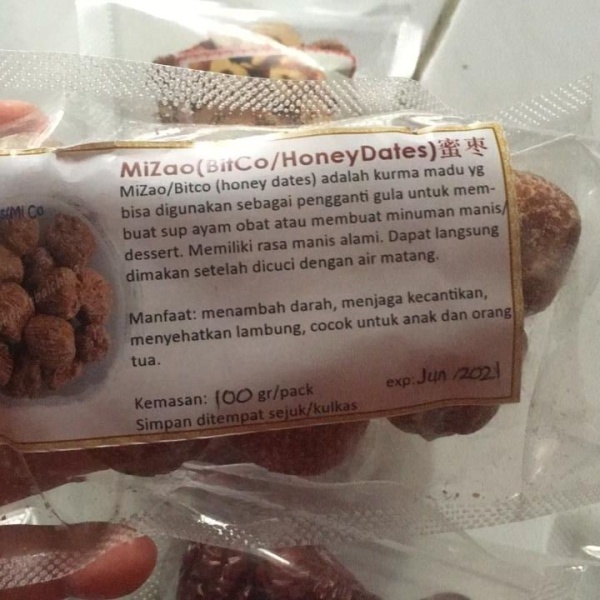 MiZao(BitCo/HoneyDates)蜜枣
MiZao/Bitco (honey dates) adalah kurma madu yg
bisa digunakan sebagai pengganti gula untuk mem-
buat sup ayam obat atau membuat minuman manis/
dessert. Memiliki rasa manis alami. Dapat langsung
dimakan setelah dicuci dengan air matang.
Manfaat: menambah darah, menjaga kecantikan,
menyehatkan lambung, cocok untuk anak dan orang
tua.
Kemasan: 100 gr/pack
exp: Jun /2021
Simpan ditempat sejuk/kulkas